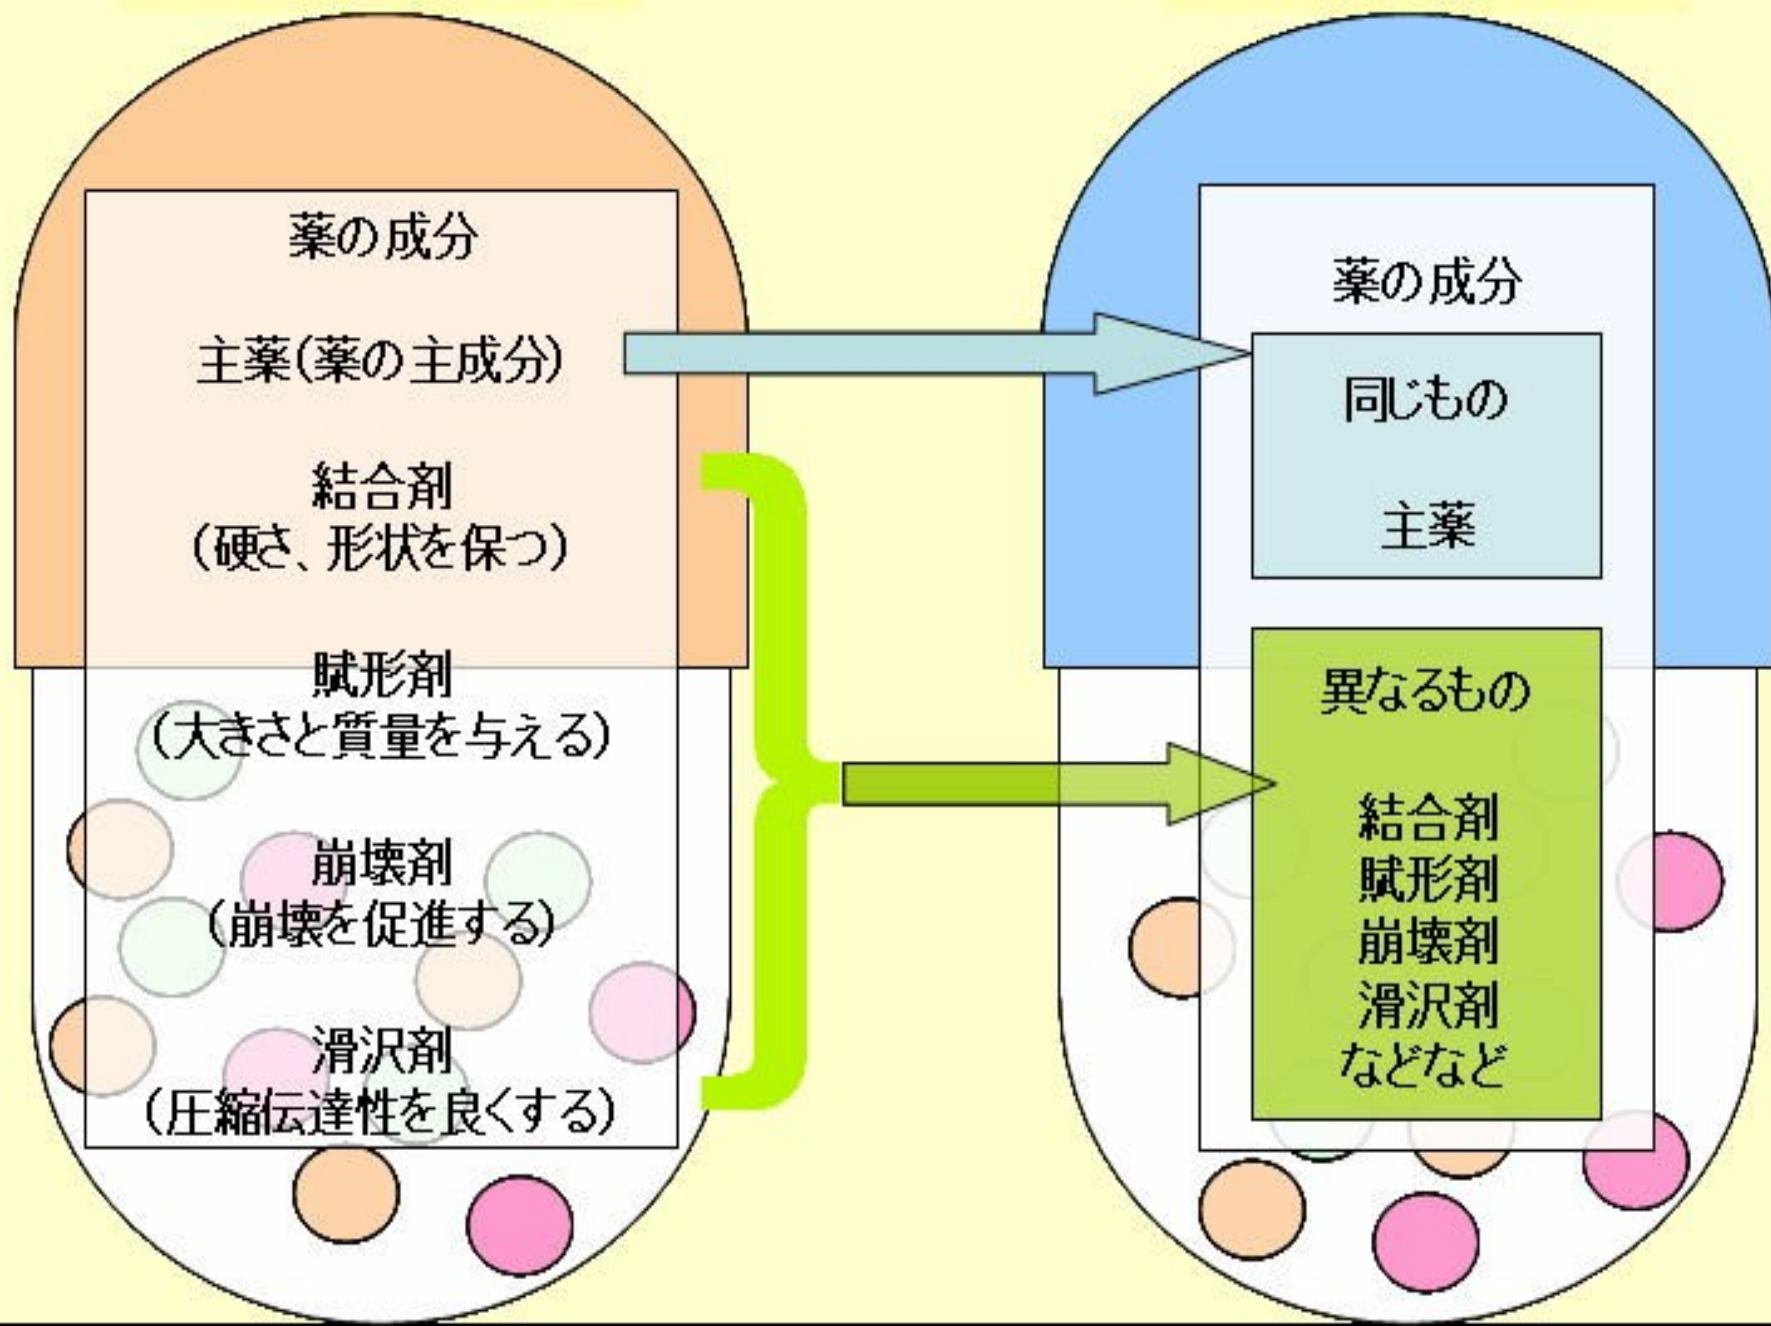 薬の成分
主薬(薬の主成分)
結合剤
(硬さ、形状を保つ)
賦形剤
(大きさと質量を与える)
崩壊剤
(崩壊を促進する)
滑沢剤
(圧縮伝達性を良くする)
薬の成分
同じもの
主薬
異なるもの
結合剤
賦形剤
崩壊剤
滑沢剤
などなど